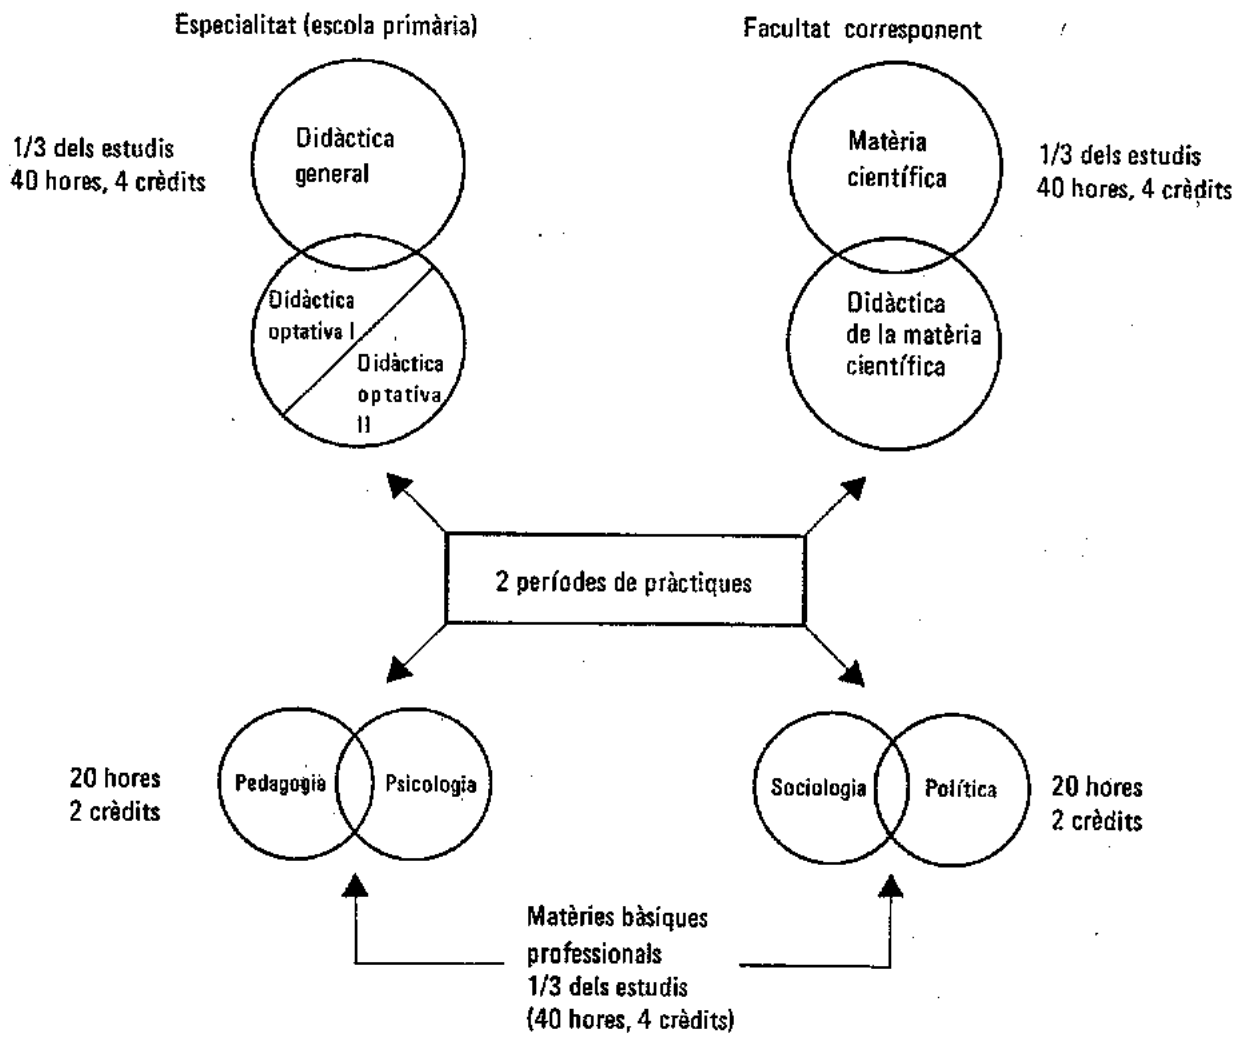 Especialitat (escola primària)
Facultat corresponent
1/3 dels estudis
40 hores, 4 crèdits
Didàctica
general
Didàctica
optativa I
Didàctica
optativa
II
Matèria
científica
1/3 dels estudis
40 hores, 4 crèdits
Didàctica
de la matèria
científica
2 períodes de pràctiques
20 hores
2 crèdits
Pedagogia
Psicologia
Sociologia
Política
20 hores
2 crèdits
Matèries bàsiques
professionals
1/3 dels estudis
(40 hores, 4 crèdits)